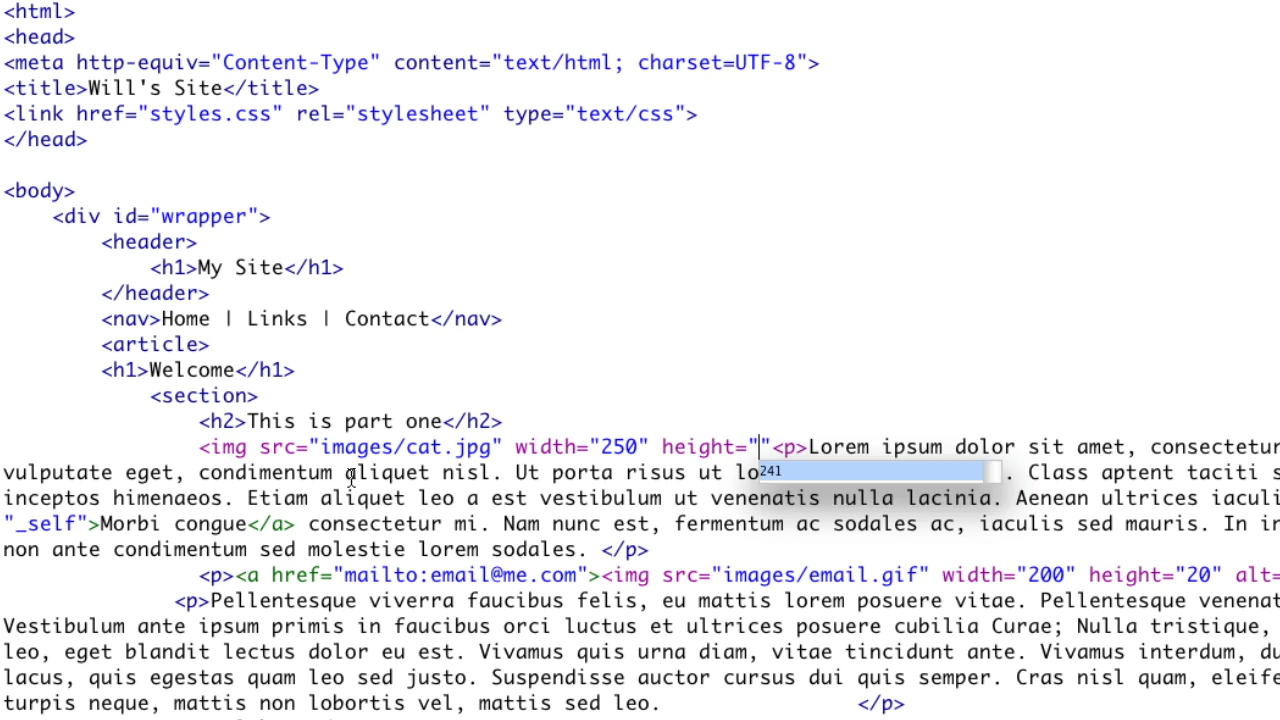 <html>
<head>
<meta http-equiv="Content-Type" content="text/html; charset=UTF-8">
<title>Will's Site</title>
<link href="styles.css" rel="stylesheet" type="text/css">
</head>
<body>
<div id="wrapper">
<header>
<h1>My Site</h1>
</header>
<nav>Home | Links | Contact</nav>
<article>
<h1>Welcome</h1>
<section>
<h2>This is part one</h2>
<img src="images/cat.jpg" width="250" height=""<p>Lorem ipsum dolor sit amet, consectetur
vulputate eget, condimentum aliquet nisl. Ut porta risus ut lo 241 . Class aptent taciti s
inceptos himenaeos. Etiam aliquet leo a est vestibulum ut venenatis nulla lacinia. Aenean ultrices iaculi
"_self">Morbi congue</a> consectetur mi. Nam nunc est, fermentum ac sodales ac, iaculis sed mauris. In in
non ante condimentum sed molestie lorem sodales. </p>
<p><a href="mailto:email@me.com"><img src="images/email.gif" width="200" height="20" alt=
<p>Pellentesque viverra faucibus felis, eu mattis lorem posuere vitae. Pellentesque venenat
Vestibulum ante ipsum primis in faucibus orci luctus et ultrices posuere cubilia Curae; Nulla tristique,
leo, eget blandit lectus dolor eu est. Vivamus quis urna diam, vitae tincidunt ante. Vivamus interdum, du
lacus, quis egestas quam leo sed justo. Suspendisse auctor cursus dui quis semper. Cras nisl quam, eleife
turpis neque, mattis non lobortis vel, mattis sed leo. </p>